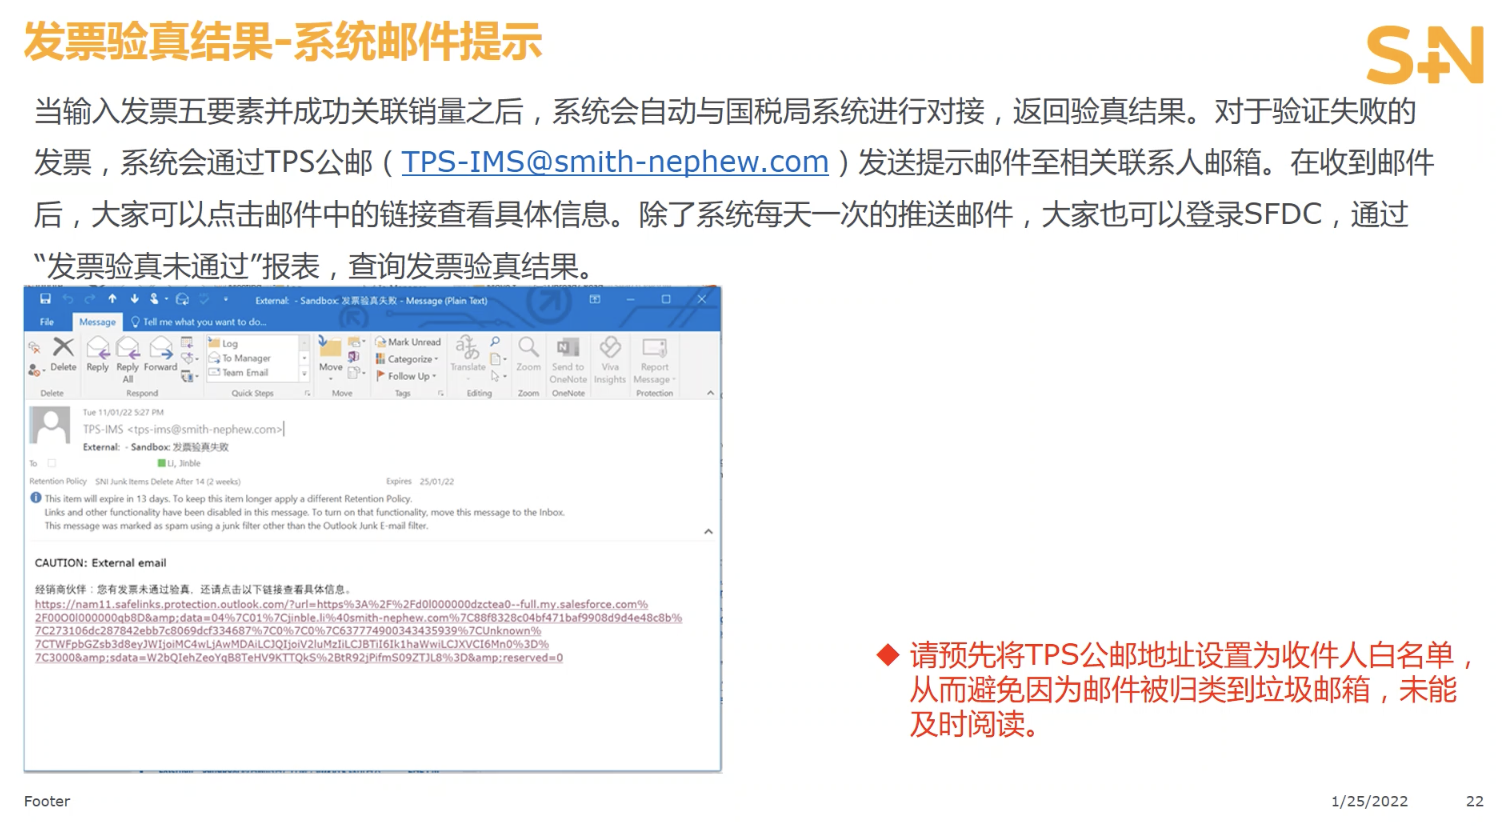 发票验真结果-系统邮件提示
S+N
当输入发票五要素并成功关联销量之后，系统会自动与国税局系统进行对接，返回验真结果。对于验证失败的
发票，系统会通过TPS公邮（TPS-IMS@smith-nephew.com）发送提示邮件至相关联系人邮箱。在收到邮件
后，大家可以点击邮件中的链接查看具体信息。除了系统每天一次的推送邮件，大家也可以登录SFDC，通过
“发票验真未通过”报表，查询发票验真结果。
External: - Sandbox: 发票验真失败 - Message (Plain Text)
File Message Tell me what you want to do...
Delete Reply Reply All Forward Log To Manager Team Email Move Mark Unread Categorize Follow Up Translate Zoom Send to OneNote Viva Insights Report Message
Delete Respond Quick Steps Move Tags Editing Zoom OneNote Protection
Tue 11/01/22 5:27 PM
TPS-IMS <tps-ims@smith-nephew.com>
External: - Sandbox: 发票验真失败
To Li, Jinble
Retention Policy SNI Junk Items Delete After 14 (2 weeks) Expires 25/01/22
This item will expire in 13 days. To keep this item longer apply a different Retention Policy.
Links and other functionality have been disabled in this message. To turn on that functionality, move this message to the Inbox.
This message was marked as spam using a junk filter other than the Outlook Junk E-mail filter.
CAUTION: External email
经销商伙伴：您有发票未通过验真，还请点击以下链接查看具体信息。
https://nam11.safelinks.protection.outlook.com/?url=https%3A%2F%2Fd0l000000dzctea0--full.my.salesforce.com%
2F00O0l000000qb8D&amp;data=04%7C01%7Cjinble.li%40smith-nephew.com%7C88f8328c04bf471baf9908d9d4e48c8b%
7C273106dc287842ebb7c8069dcf334687%7C0%7C0%7C637774900343435939%7CUnknown%
7CTWFpbGZsb3d8eyJWIjoiMC4wLjAwMDAiLCJQIjoiV2luMzIiLCJBTiI6Ik1haWwiLCJXVCI6Mn0%3D%
7C3000&amp;sdata=W2bQIehZeoYqB8TeHV9KTTQkS%2BtR92jPifmS09ZTJL8%3D&amp;reserved=0
请预先将TPS公邮地址设置为收件人白名单，
从而避免因为邮件被归类到垃圾邮箱，未能
及时阅读。
Footer 1/25/2022 22